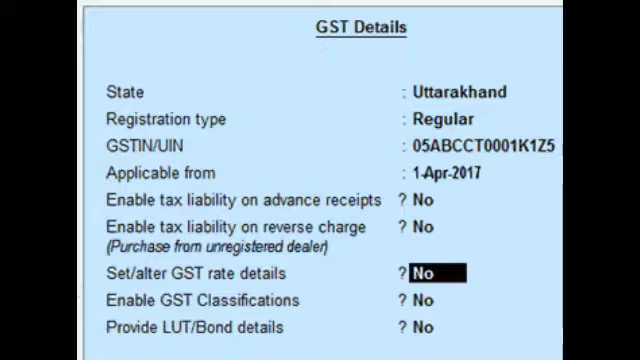 GST Details
State : Uttarakhand
Registration type : Regular
GSTIN/UIN : 05ABCCT0001K1Z5
Applicable from : 1-Apr-2017
Enable tax liability on advance receipts ? No
Enable tax liability on reverse charge ? No
(Purchase from unregistered dealer)
Set/alter GST rate details ? No
Enable GST Classifications ? No
Provide LUT/Bond details ? No